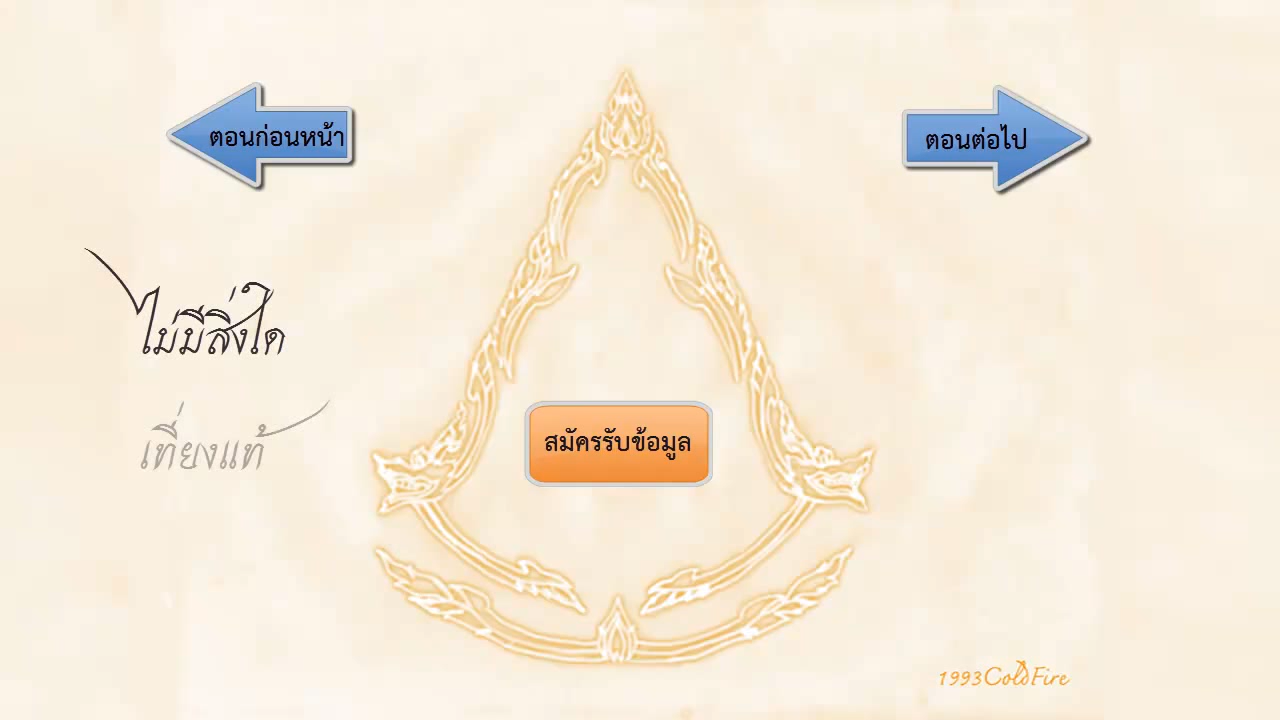 ตอนก่อนหน้า
ตอนต่อไป
ไม่มีสิ่งใด
เที่ยงแท้
สมัครรับข้อมูล
1993ColdFire